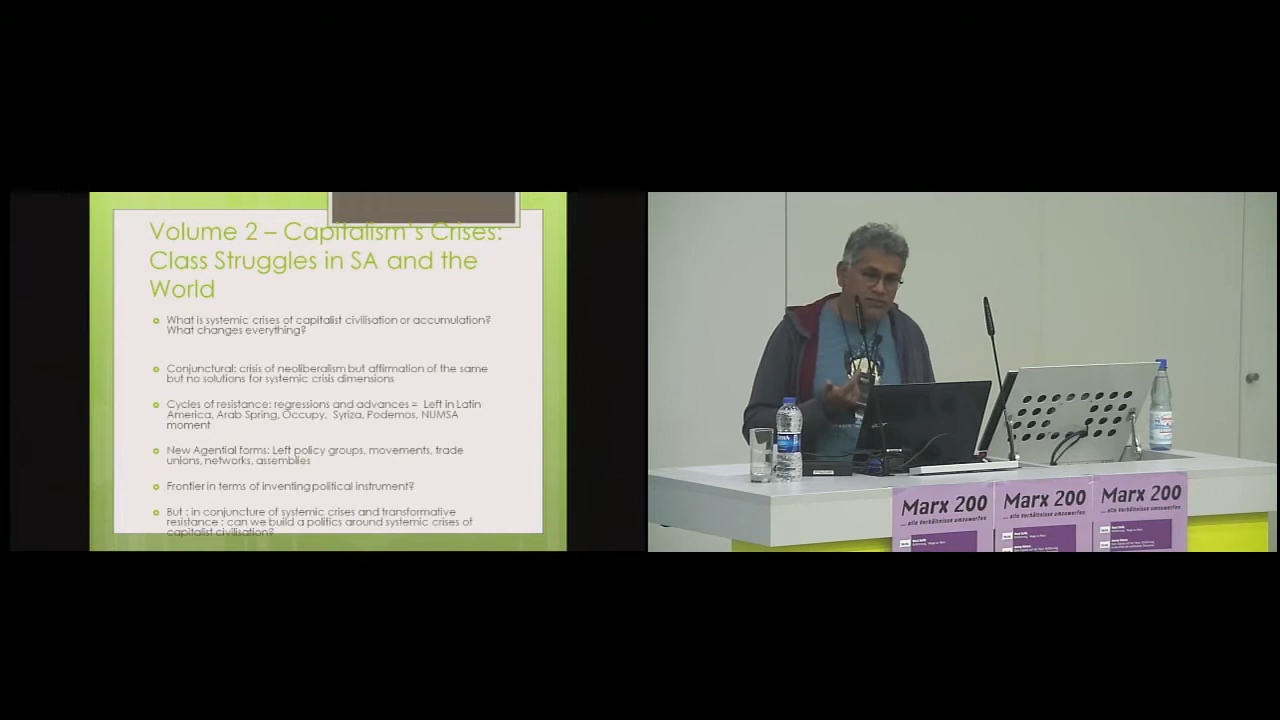 Volume 2 – Capitalism's Crises:
Class Struggles in SA and the
World
What is systemic crises of capitalist civilisation or accumulation?
What changes everything?
Conjunctural: crisis of neoliberalism but affirmation of the same
but no solutions for systemic crisis dimensions
Cycles of resistance: regressions and advances = Left in Latin
America, Arab Spring, Occupy, Syriza, Podemos, NUMSA
moment
New Agential forms: Left policy groups, movements, trade
unions, networks, assemblies
Frontier in terms of inventing political instrument?
But : in conjuncture of systemic crises and transformative
resistance : can we build a politics around systemic crises of
capitalist civilisation?
Marx 200
... alle Verhältnisse umzuwerfen
Marx 200
... alle Verhältnisse umzuwerfen
Marx 200
... alle Verhältnisse umzuwerfen